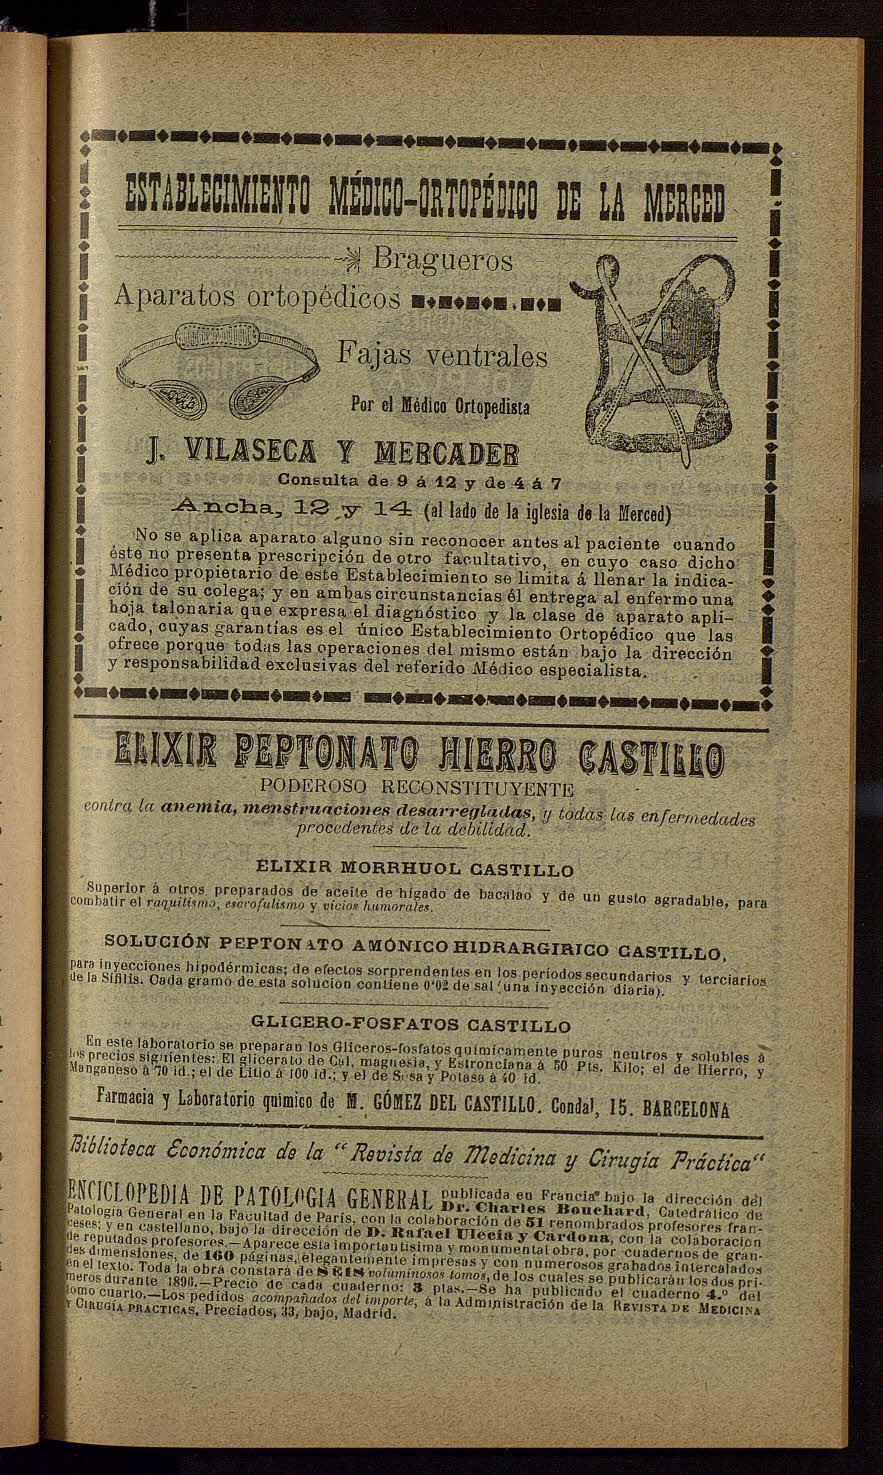 ESTABLECIMIENTO MÉDICO-ORTOPÉDICO DE LA MERCED
Bragueros
Aparatos ortopédicos
Fajas ventrales
Por el Médico Ortopedista
J. VILASECA Y MERCADER
Consulta de 9 á 12 y de 4 á 7
Ancha, 12 y 14 (al lado de la iglesia de la Merced)
No se aplica aparato alguno sin reconocer antes al paciente cuando
éste no presenta prescripción de otro facultativo, en cuyo caso dicho
Médico propietario de este Establecimiento se limita á llenar la indica-
ción de su colega; y en ambas circunstancias él entrega al enfermo una
hoja talonaria que expresa el diagnóstico y la clase de aparato apli-
cado, cuyas garantías es el único Establecimiento Ortopédico que las
ofrece porque todas las operaciones del mismo están bajo la dirección
y responsabilidad exclusivas del referido Médico especialista.
ELIXIR PEPTONATO HIERRO CASTILLO
PODEROSO RECONSTITUYENTE
contra la anemia, menstruaciones desarregladas, y todas las enfermedades
procedentes de la debilidad.
ELIXIR MORRHUOL CASTILLO
Superior á otros preparados de aceite de hígado de bacalao y de un gusto agradable, para
combatir el raquitismo, escrofulismo y vicios humorales.
SOLUCIÓN PEPTONATO AMÓNICO HIDRARGIRICO CASTILLO,
para inyecciones hipodérmicas; de efectos sorprendentes en los períodos secundarios y terciarios
de la Sífilis. Cada gramo de esta solución contiene 0'02 de sal (una inyección diaria).
GLICERO-FOSFATOS CASTILLO
En este laboratorio se preparan los Gliceros-fosfatos químicamente puros neutros y solubles á
los precios siguientes: El glicerato de Cal, magnesia, y Estronciana á 50 Pts. Kilo; el de Hierro, y
Manganeso á 70 id.; el de Litio á 100 id.; y el de Sosa y Potasa á 40 id.
Farmacia y Laboratorio quimico de M. GÓMEZ DEL CASTILLO. Condal, 15. BARCELONA
Biblioteca Económica de la "Revista de Medicina y Cirugía Práctica"
ENCICLOPEDIA DE PATOLOGIA GENERAL publicada en Francia bajo la dirección del
Dr. Charles Bouchard, Catedrático de
Patología General en la Facultad de París, con la colaboración de 51 renombrados profesores fran-
ceses; y en castellano, bajo la dirección de D. Rafael Ulecia y Cardona, con la colaboración
de reputados profesores.—Aparece esta importantísima y monumental obra, por cuadernos de gran-
des dimensiones, de 160 páginas, elegantemente impresas y con numerosos grabados intercalados
en el texto. Toda la obra constará de SEIS voluminosos tomos, de los cuales se publicarán los dos pri-
meros durante 1896.—Precio de cada cuaderno: 3 ptas.—Se ha publicado el cuaderno 4.º del
tomo cuarto.—Los pedidos acompañados del importe, á la Administración de la REVISTA DE MEDICINA
Y CIRUGÍA PRÁCTICAS, Preciados, 33, bajo, Madrid.